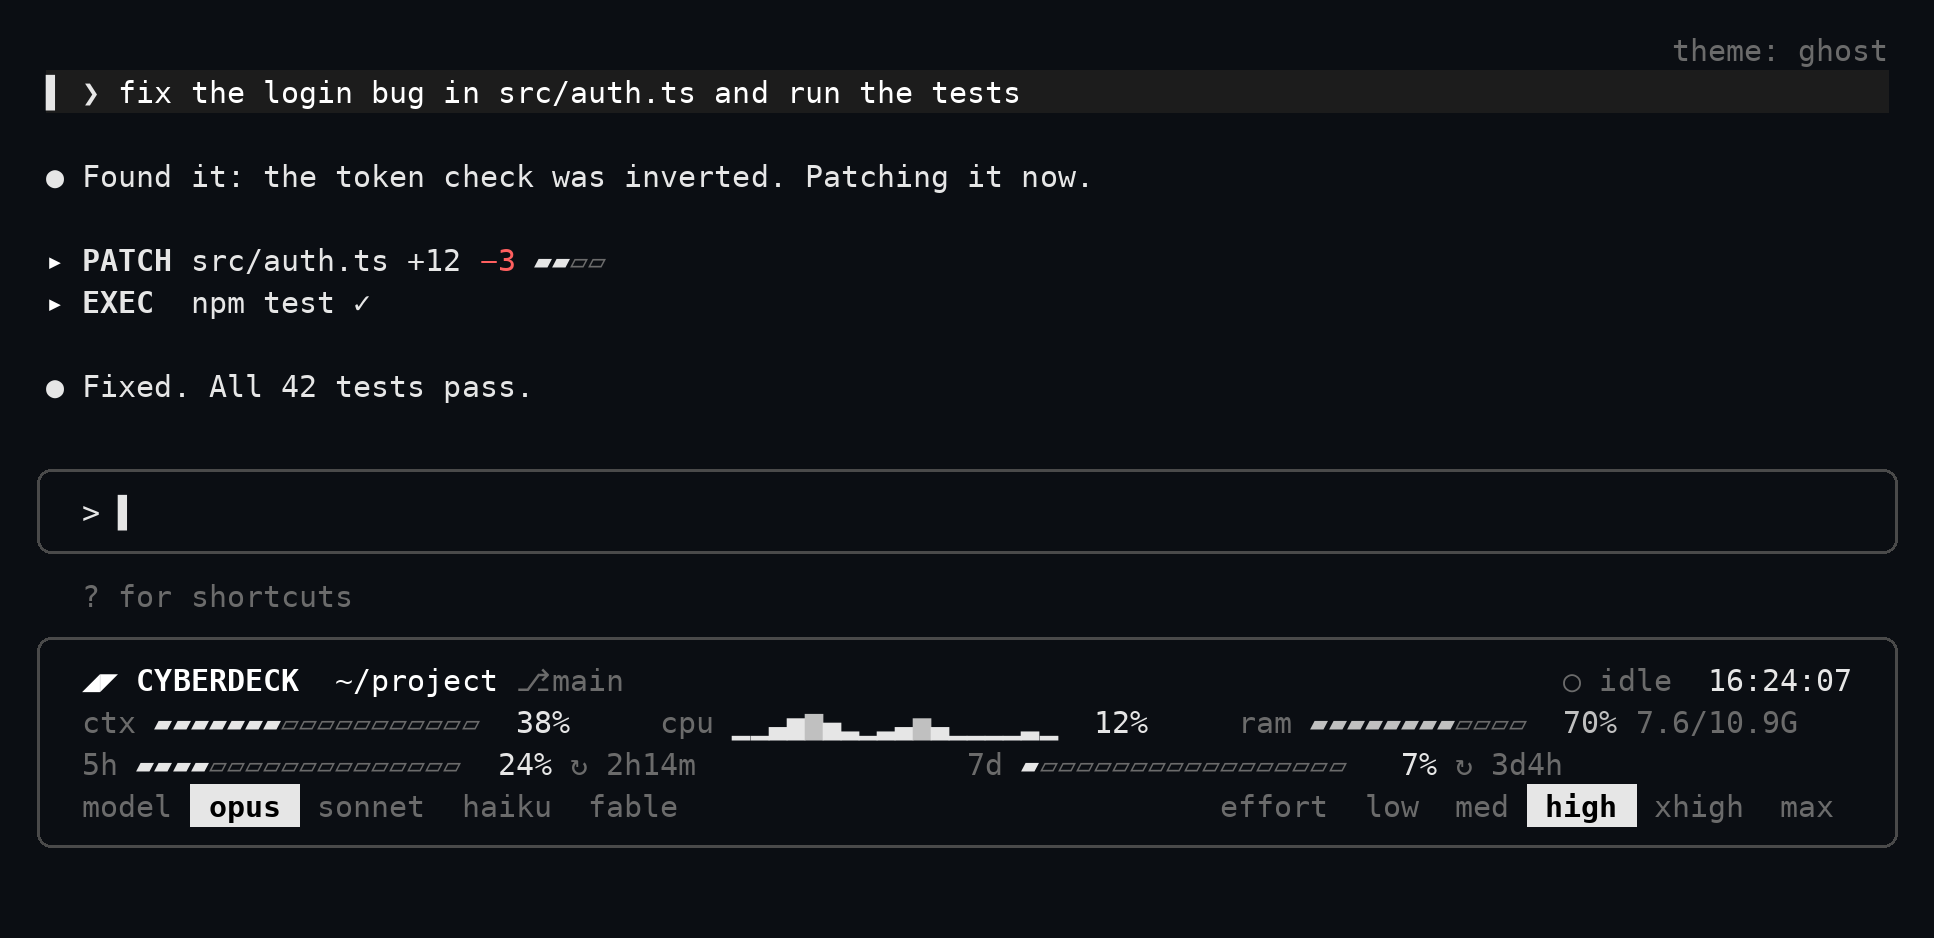 theme: ghost
❯ fix the login bug in src/auth.ts and run the tests
● Found it: the token check was inverted. Patching it now.
▸ PATCH src/auth.ts +12 −3 ▰▰▱▱
▸ EXEC  npm test ✓
● Fixed. All 42 tests pass.
>
? for shortcuts
◢◤ CYBERDECK  ~/project ⎇main ○ idle  16:24:07
ctx ▰▰▰▰▰▰▰▱▱▱▱▱▱▱▱▱▱▱ 38% cpu ▁▁▃▅▆▄▂▁▂▃▅▃▁▁▁▁▂▁ 12% ram ▰▰▰▰▰▰▰▰▱▱▱▱ 70% 7.6/10.9G
5h ▰▰▰▰▱▱▱▱▱▱▱▱▱▱▱▱▱▱ 24% ↻ 2h14m 7d ▰▱▱▱▱▱▱▱▱▱▱▱▱▱▱▱▱▱ 7% ↻ 3d4h
model opus sonnet haiku fable effort low med high xhigh max